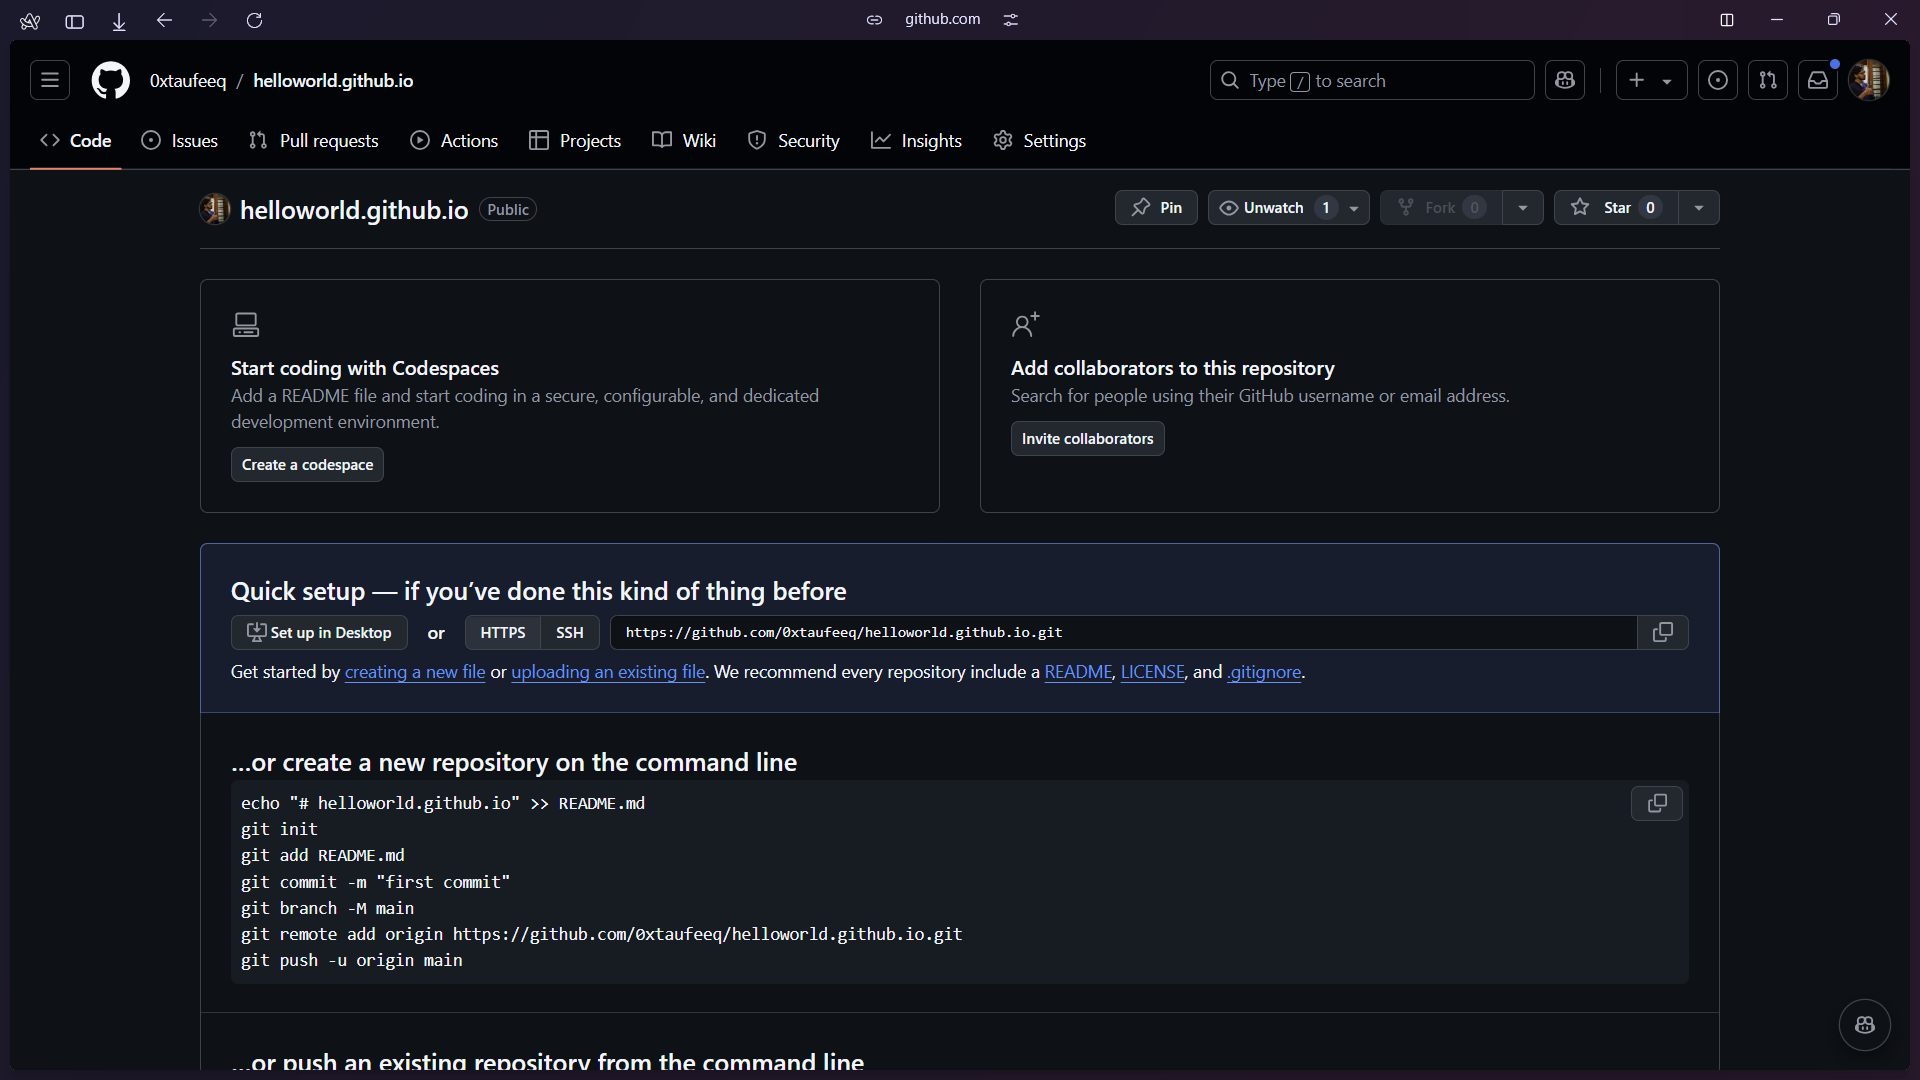 github.com
0xtaufeeq / helloworld.github.io
Type / to search
Code Issues Pull requests Actions Projects Wiki Security Insights Settings
helloworld.github.io Public
Pin Unwatch 1 Fork 0 Star 0
Start coding with Codespaces
Add a README file and start coding in a secure, configurable, and dedicated
development environment.
Create a codespace
Add collaborators to this repository
Search for people using their GitHub username or email address.
Invite collaborators
Quick setup — if you’ve done this kind of thing before
Set up in Desktop or HTTPS SSH https://github.com/0xtaufeeq/helloworld.github.io.git
Get started by creating a new file or uploading an existing file. We recommend every repository include a README, LICENSE, and .gitignore.
…or create a new repository on the command line
echo "# helloworld.github.io" >> README.md
git init
git add README.md
git commit -m "first commit"
git branch -M main
git remote add origin https://github.com/0xtaufeeq/helloworld.github.io.git
git push -u origin main
…or push an existing repository from the command line